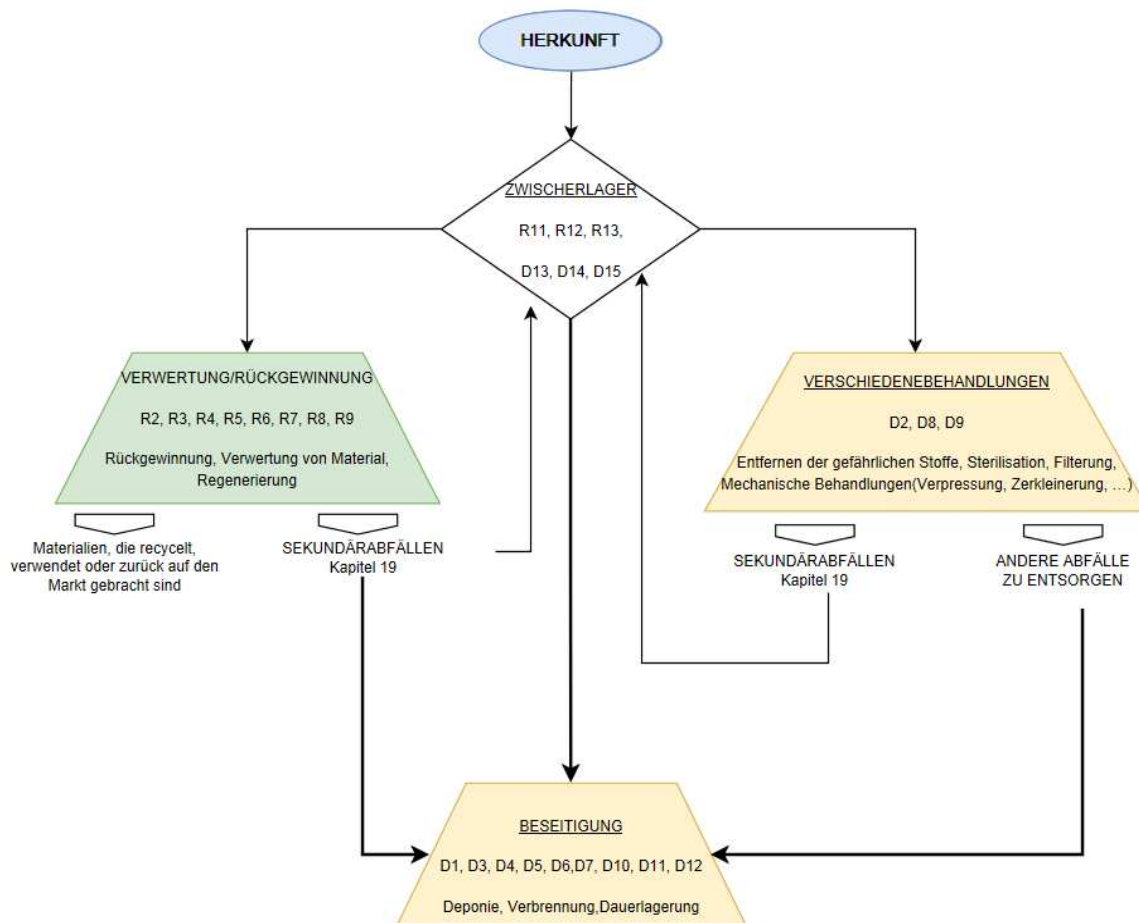 HERKUNFT
ZWISCHERLAGER
R11, R12, R13,
D13, D14, D15
VERWERTUNG/RÜCKGEWINNUNG
R2, R3, R4, R5, R6, R7, R8, R9
Rückgewinnung, Verwertung von Material,
Regenerierung
VERSCHIEDENEBEHANDLUNGEN
D2, D8, D9
Entfernen der gefährlichen Stoffe, Sterilisation, Filterung,
Mechanische Behandlungen(Verpressung, Zerkleinerung, ...)
Materialien, die recycelt,
verwendet oder zurück auf den
Markt gebracht sind
SEKUNDÄRABFÄLLEN
Kapitel 19
SEKUNDÄRABFÄLLEN
Kapitel 19
ANDERE ABFÄLLE
ZU ENTSORGEN
BESEITIGUNG
D1, D3, D4, D5, D6,D7, D10, D11, D12
Deponie, Verbrennung,Dauerlagerung